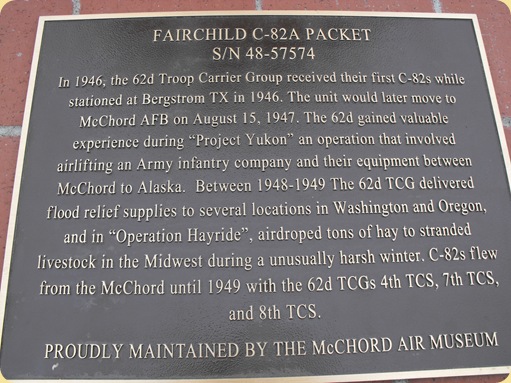 FAIRCHILD C-82A PACKET
S/N 48-57574
In 1946, the 62d Troop Carrier Group received their first C-82s while
stationed at Bergstrom TX in 1946. The unit would later move to
McChord AFB on August 15, 1947. The 62d gained valuable
experience during “Project Yukon” an operation that involved
airlifting an Army infantry company and their equipment between
McChord to Alaska. Between 1948-1949 The 62d TCG delivered
flood relief supplies to several locations in Washington and Oregon,
and in “Operation Hayride”, airdroped tons of hay to stranded
livestock in the Midwest during a unusually harsh winter. C-82s flew
from the McChord until 1949 with the 62d TCGs 4th TCS, 7th TCS,
and 8th TCS.
PROUDLY MAINTAINED BY THE McCHORD AIR MUSEUM